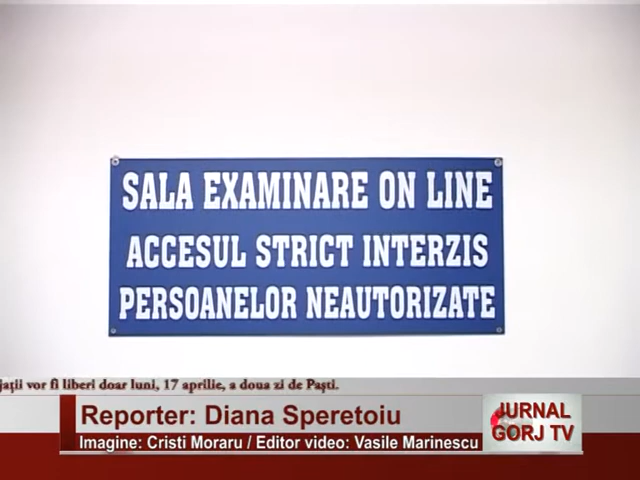 SALA EXAMINARE ON LINE
ACCESUL STRICT INTERZIS
PERSOANELOR NEAUTORIZATE
jații vor fi liberi doar luni, 17 aprilie, a doua zi de Paști.
Reporter: Diana Speretoiu
Imagine: Cristi Moraru / Editor video: Vasile Marinescu
JURNAL
GORJ TV